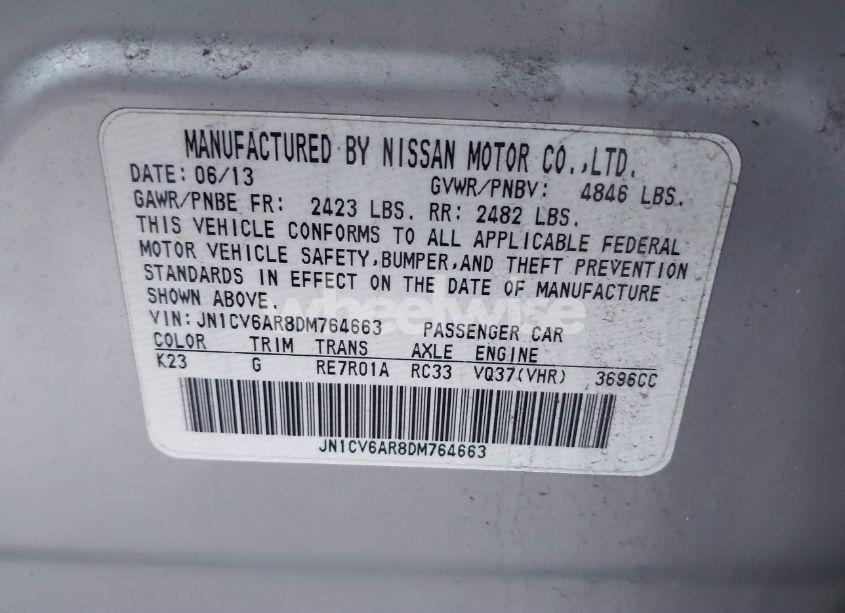 MANUFACTURED BY NISSAN MOTOR CO.,LTD.
DATE: 06/13 GVWR/PNBV: 4846 LBS.
GAWR/PNBE FR: 2423 LBS. RR: 2482 LBS.
THIS VEHICLE CONFORMS TO ALL APPLICABLE FEDERAL
MOTOR VEHICLE SAFETY,BUMPER,AND THEFT PREVENTION
STANDARDS IN EFFECT ON THE DATE OF MANUFACTURE
SHOWN ABOVE.
wheelwise
VIN:JN1CV6AR8DM764663 PASSENGER CAR
COLOR TRIM TRANS AXLE ENGINE
K23 G RE7R01A RC33 VQ37(VHR) 3696CC
JN1CV6AR8DM764663